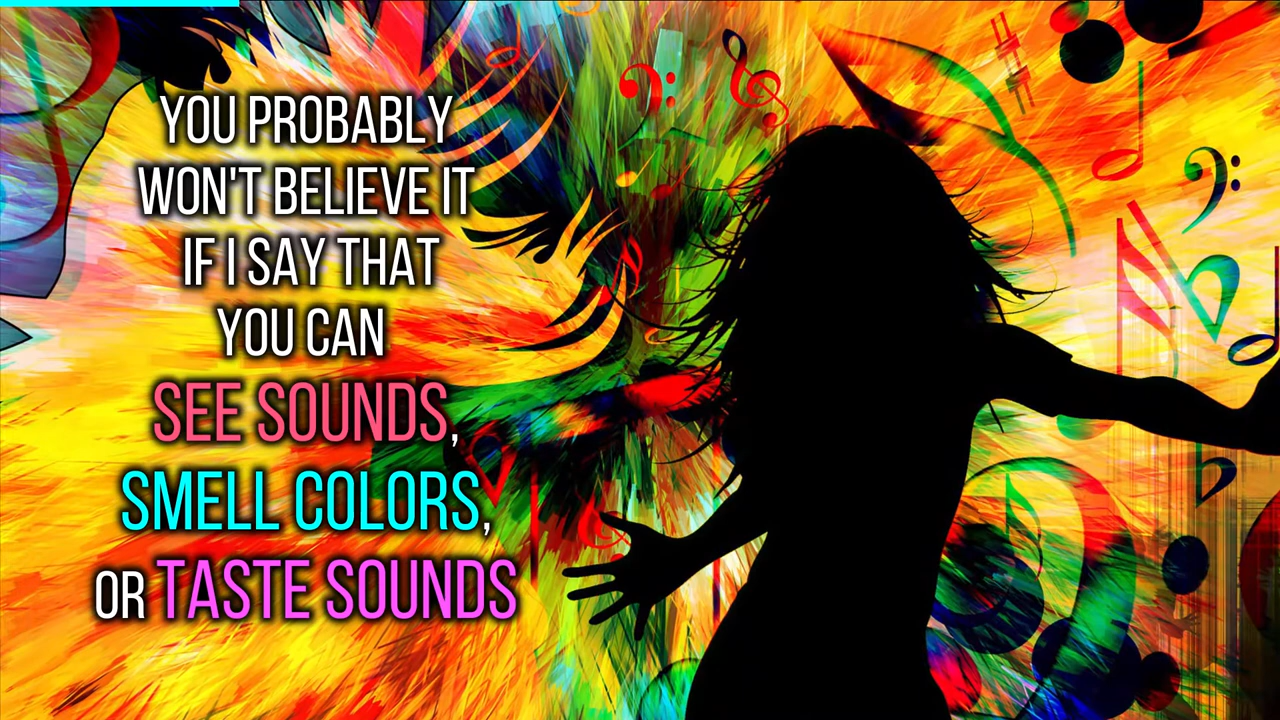 YOU PROBABLY
WON'T BELIEVE IT
IF I SAY THAT
YOU CAN
SEE SOUNDS,
SMELL COLORS,
OR TASTE SOUNDS